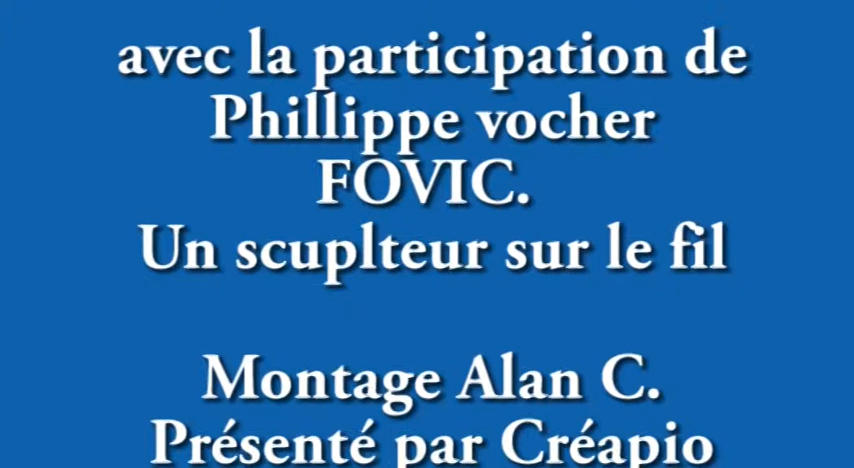 avec la participation de
Phillippe vocher
FOVIC.
Un scuplteur sur le fil
Montage Alan C.
Présenté par Créapio